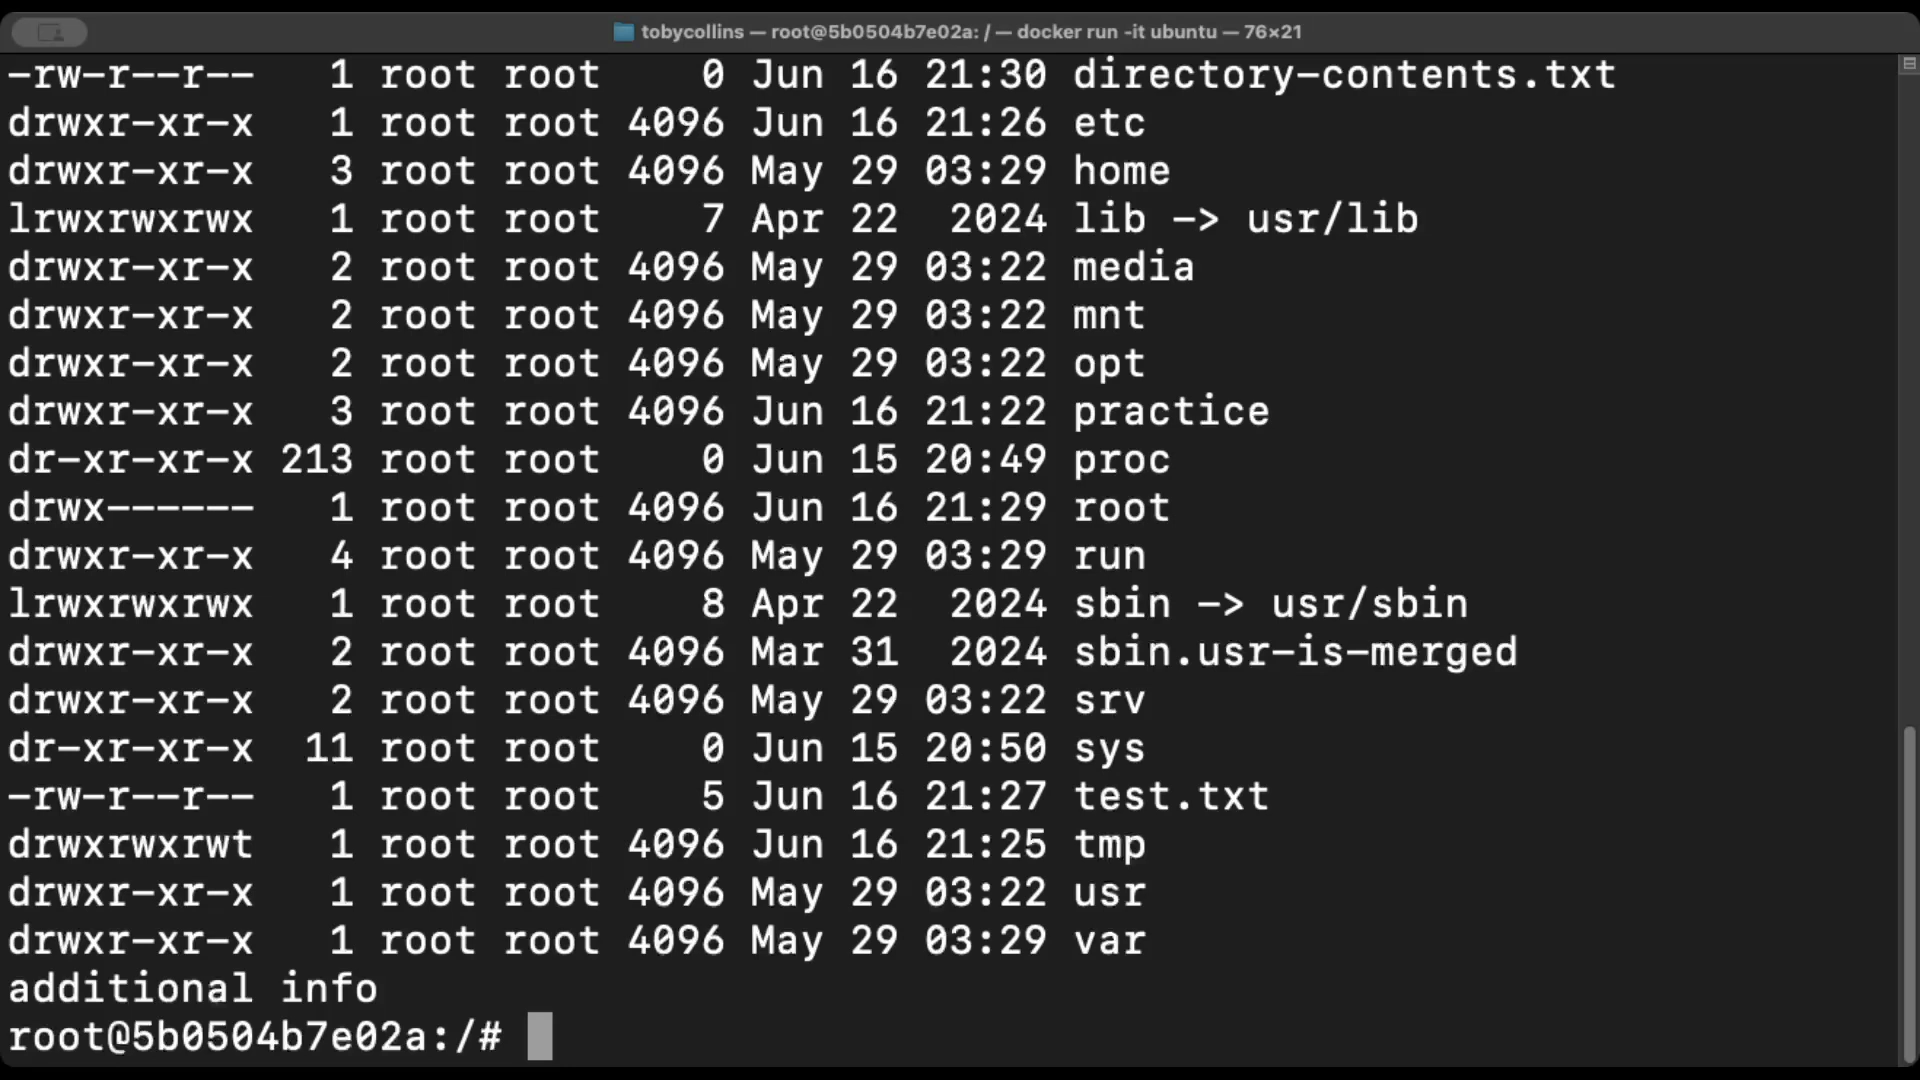 tobycollins — root@5b0504b7e02a: / — docker run -it ubuntu — 76×21
-rw-r--r--   1 root root    0 Jun 16 21:30 directory-contents.txt
drwxr-xr-x   1 root root 4096 Jun 16 21:26 etc
drwxr-xr-x   3 root root 4096 May 29 03:29 home
lrwxrwxrwx   1 root root    7 Apr 22  2024 lib -> usr/lib
drwxr-xr-x   2 root root 4096 May 29 03:22 media
drwxr-xr-x   2 root root 4096 May 29 03:22 mnt
drwxr-xr-x   2 root root 4096 May 29 03:22 opt
drwxr-xr-x   3 root root 4096 Jun 16 21:22 practice
dr-xr-xr-x 213 root root    0 Jun 15 20:49 proc
drwx------   1 root root 4096 Jun 16 21:29 root
drwxr-xr-x   4 root root 4096 May 29 03:29 run
lrwxrwxrwx   1 root root    8 Apr 22  2024 sbin -> usr/sbin
drwxr-xr-x   2 root root 4096 Mar 31  2024 sbin.usr-is-merged
drwxr-xr-x   2 root root 4096 May 29 03:22 srv
dr-xr-xr-x  11 root root    0 Jun 15 20:50 sys
-rw-r--r--   1 root root    5 Jun 16 21:27 test.txt
drwxrwxrwt   1 root root 4096 Jun 16 21:25 tmp
drwxr-xr-x   1 root root 4096 May 29 03:22 usr
drwxr-xr-x   1 root root 4096 May 29 03:29 var
additional info
root@5b0504b7e02a:/#